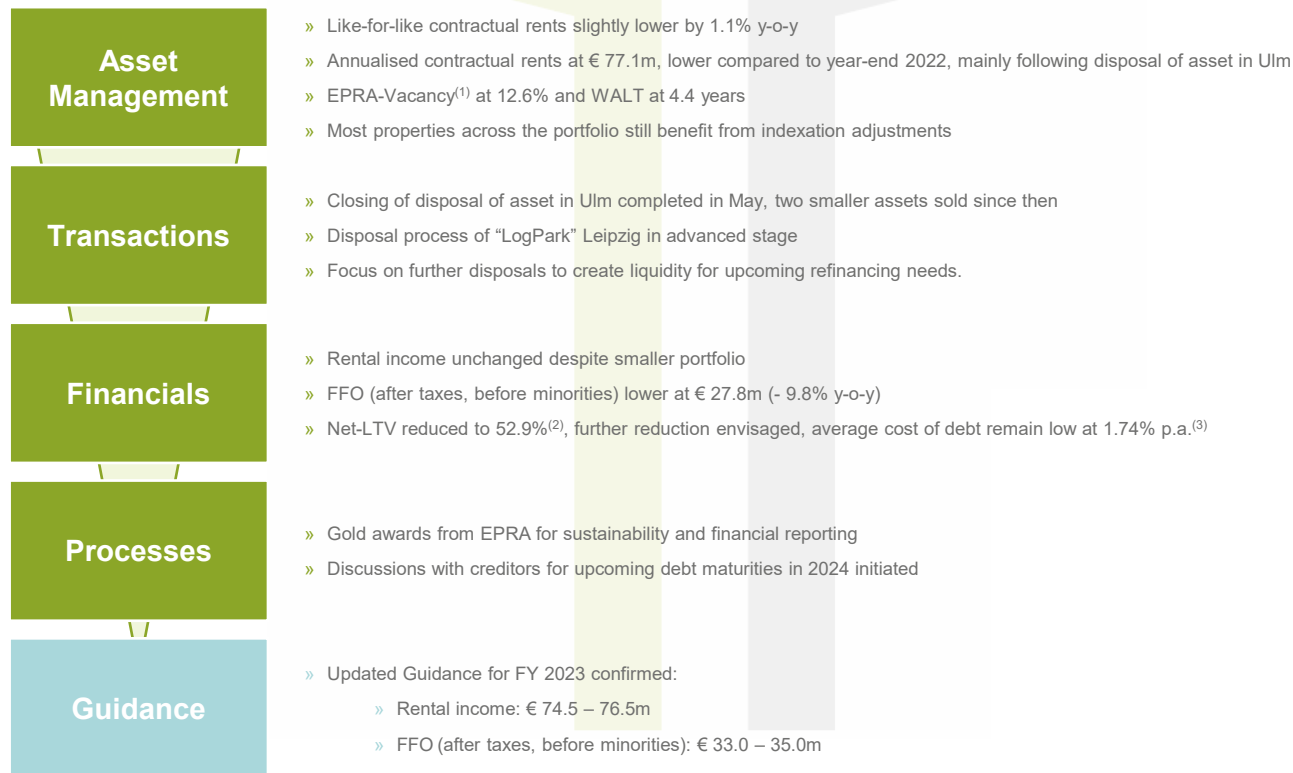 Asset
Management
» Like-for-like contractual rents slightly lower by 1.1% y-o-y
» Annualised contractual rents at € 77.1m, lower compared to year-end 2022, mainly following disposal of asset in Ulm
» EPRA-Vacancy(1) at 12.6% and WALT at 4.4 years
» Most properties across the portfolio still benefit from indexation adjustments
Transactions
» Closing of disposal of asset in Ulm completed in May, two smaller assets sold since then
» Disposal process of “LogPark” Leipzig in advanced stage
» Focus on further disposals to create liquidity for upcoming refinancing needs.
Financials
» Rental income unchanged despite smaller portfolio
» FFO (after taxes, before minorities) lower at € 27.8m (- 9.8% y-o-y)
» Net-LTV reduced to 52.9%(2), further reduction envisaged, average cost of debt remain low at 1.74% p.a.(3)
Processes
» Gold awards from EPRA for sustainability and financial reporting
» Discussions with creditors for upcoming debt maturities in 2024 initiated
Guidance
» Updated Guidance for FY 2023 confirmed:
» Rental income: € 74.5 – 76.5m
» FFO (after taxes, before minorities): € 33.0 – 35.0m